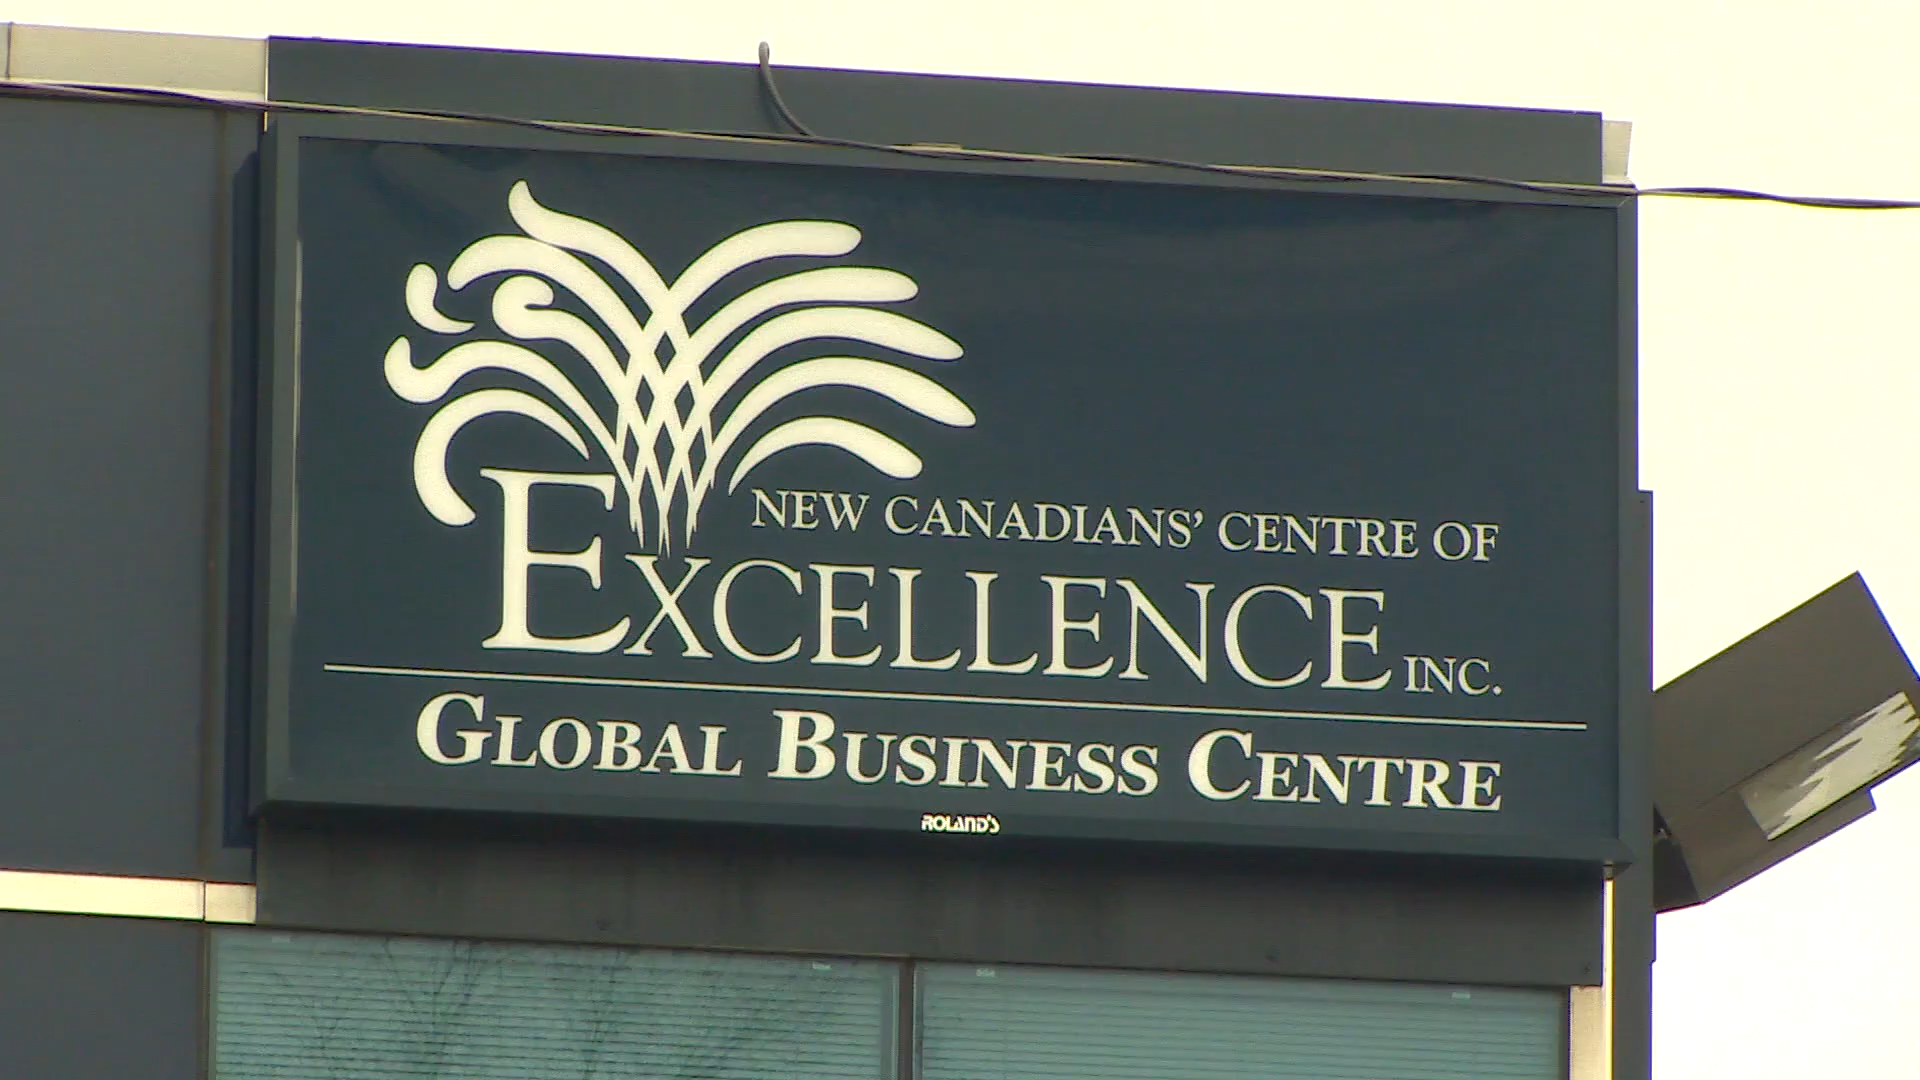 NEW CANADIANS' CENTRE OF
EXCELLENCE INC.
GLOBAL BUSINESS CENTRE
ROLAND'S